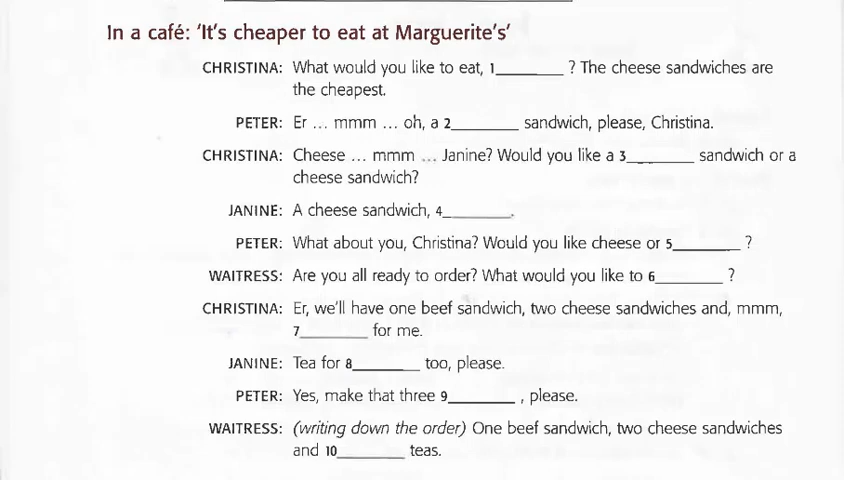 In a café: 'It's cheaper to eat at Marguerite's'
CHRISTINA: What would you like to eat, 1________ ? The cheese sandwiches are
the cheapest.
PETER: Er ... mmm ... oh, a 2________ sandwich, please, Christina.
CHRISTINA: Cheese ... mmm ... Janine? Would you like a 3________ sandwich or a
cheese sandwich?
JANINE: A cheese sandwich, 4________.
PETER: What about you, Christina? Would you like cheese or 5________ ?
WAITRESS: Are you all ready to order? What would you like to 6________ ?
CHRISTINA: Er, we'll have one beef sandwich, two cheese sandwiches and, mmm,
7________ for me.
JANINE: Tea for 8________ too, please.
PETER: Yes, make that three 9________ , please.
WAITRESS: (writing down the order) One beef sandwich, two cheese sandwiches
and 10________ teas.